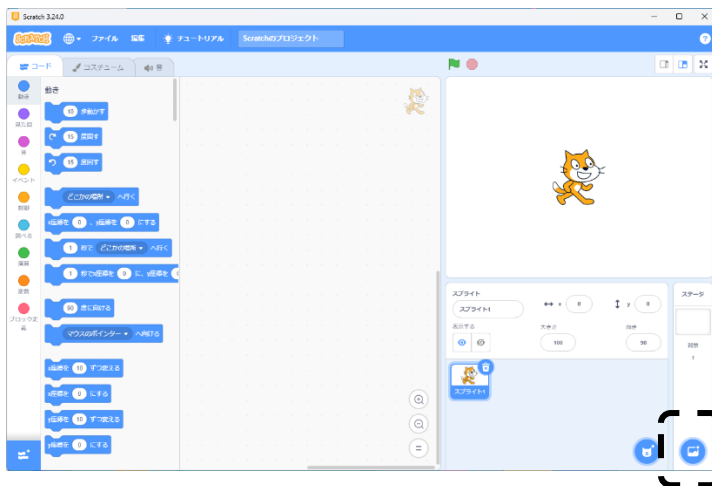 Scratch 3.24.0
SCRATCH
ファイル 編集 チュートリアル Scratchのプロジェクト
コード コスチューム 音
動き
動き
見た目
音
イベント
制御
調べる
演算
変数
ブロック定義
10 歩動かす
15 度回す
15 度回す
どこかの場所 へ行く
x座標を 0 、y座標を 0 にする
1 秒で どこかの場所 へ行く
1 秒でx座標を 0 に、y座標を
90 度に向ける
マウスのポインター へ向ける
x座標を 10 ずつ変える
x座標を 0 にする
y座標を 10 ずつ変える
y座標を 0 にする
スプライト
スプライト1
x 0
y 0
表示する
大きさ
100
向き
90
スプライト1
ステージ
背景
1